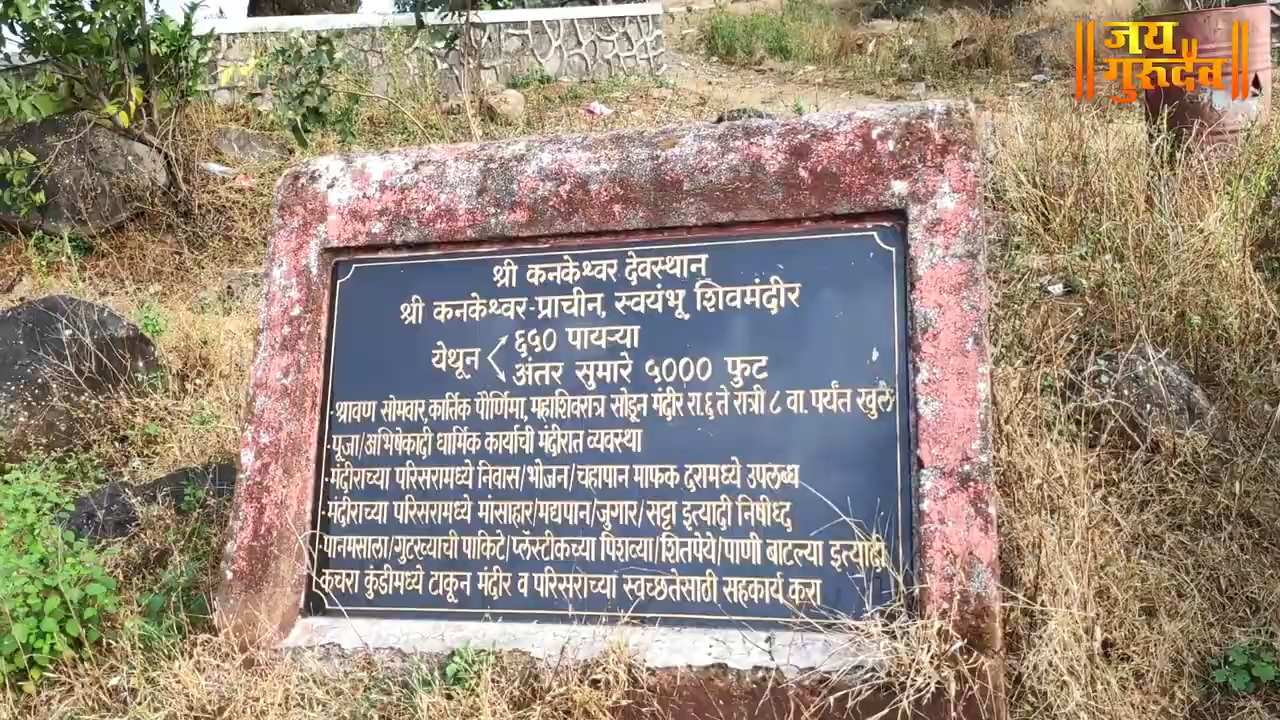 ॥ जय गुरुदेव ॥
श्री कनकेश्वर देवस्थान
श्री कनकेश्वर-प्राचीन, स्वयंभू शिवमंदीर
येथून < ६५० पायऱ्या
अंतर सुमारे ५००० फुट
·श्रावण सोमवार, कार्तिक पौर्णिमा, महाशिवरात्र सोडून मंदीर रा.६ ते रात्री ८ वा. पर्यंत खुले
·पूजा/अभिषेकादी धार्मिक कार्याची मंदीरात व्यवस्था
·मंदीराच्या परिसरामध्ये निवास/भोजन/चहापान माफक दरामध्ये उपलब्ध
·मंदीराच्या परिसरामध्ये मांसाहार/मद्यपान/जुगार/सट्टा इत्यादी निषीध्द
·पानमसाला/गुटख्याची पाकिटे/प्लॅस्टीकच्या पिशव्या/शितपेये/पाणी बाटल्या इत्यादी
कचरा कुंडीमध्ये टाकून मंदीर व परिसराच्या स्वच्छतेसाठी सहकार्य करा